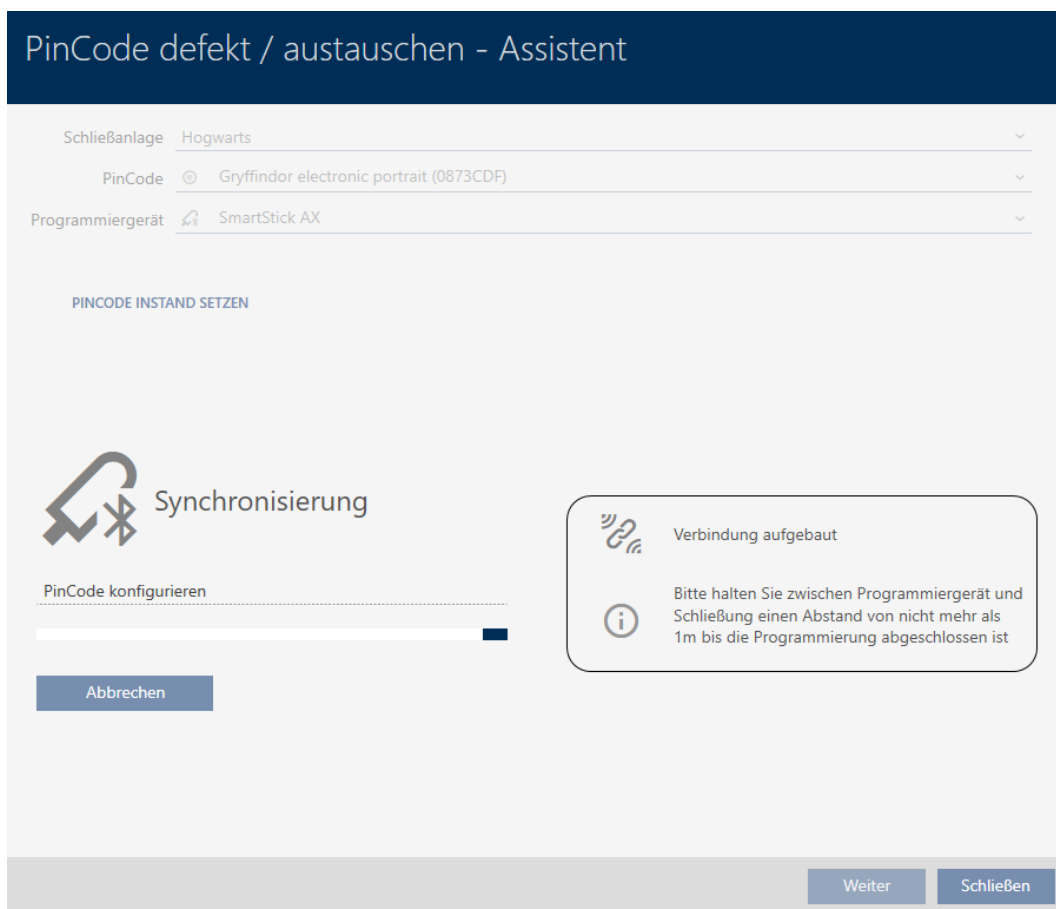 PinCode defekt / austauschen - Assistent
Schließanlage Hogwarts
PinCode Gryffindor electronic portrait (0873CDF)
Programmiergerät SmartStick AX
PINCODE INSTAND SETZEN
Synchronisierung
PinCode konfigurieren
Abbrechen
Verbindung aufgebaut
Bitte halten Sie zwischen Programmiergerät und
Schließung einen Abstand von nicht mehr als
1m bis die Programmierung abgeschlossen ist
Weiter
Schließen